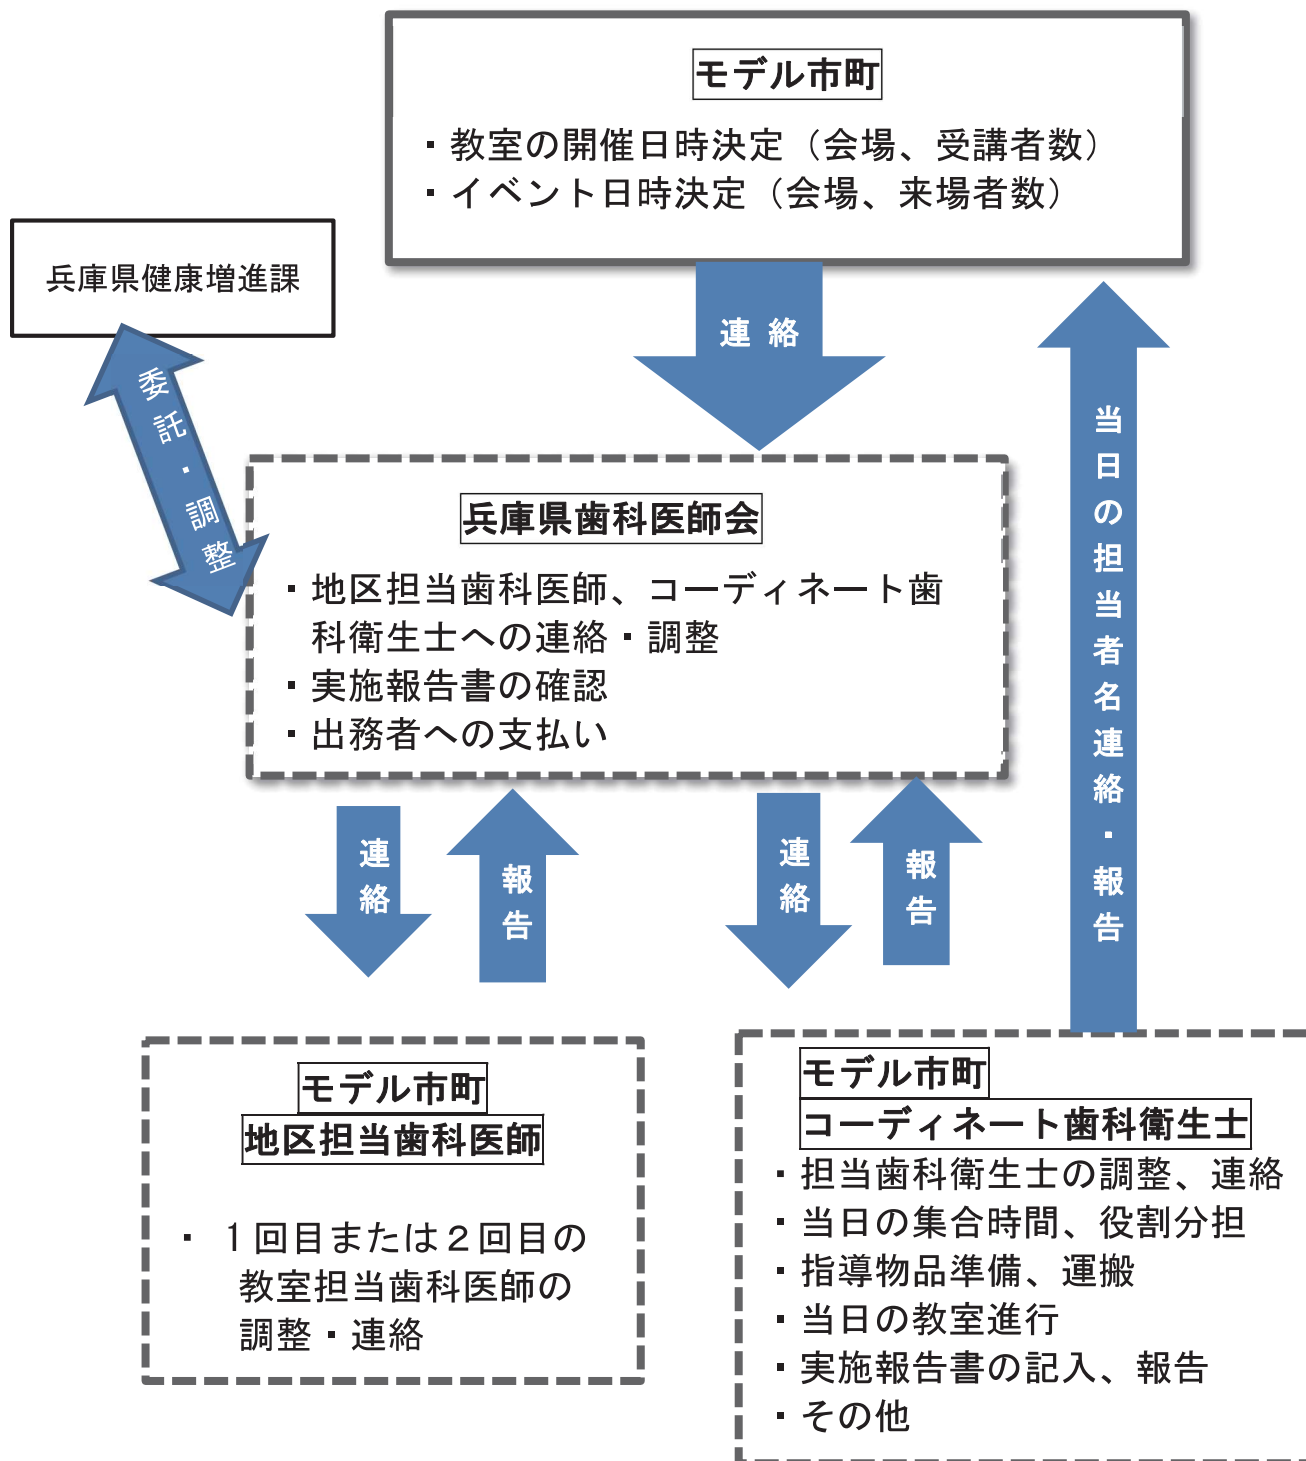 モデル市町
・教室の開催日時決定（会場、受講者数）
・イベント日時決定（会場、来場者数）
兵庫県健康増進課
連 絡
委託・調整
兵庫県歯科医師会
・地区担当歯科医師、コーディネート歯
科衛生士への連絡・調整
・実施報告書の確認
・出務者への支払い
当日の担当者名連絡・報告
連絡
報告
連絡
報告
モデル市町
地区担当歯科医師
・ １回目または２回目の
教室担当歯科医師の
調整・連絡
モデル市町
コーディネート歯科衛生士
・担当歯科衛生士の調整、連絡
・当日の集合時間、役割分担
・指導物品準備、運搬
・当日の教室進行
・実施報告書の記入、報告
・その他